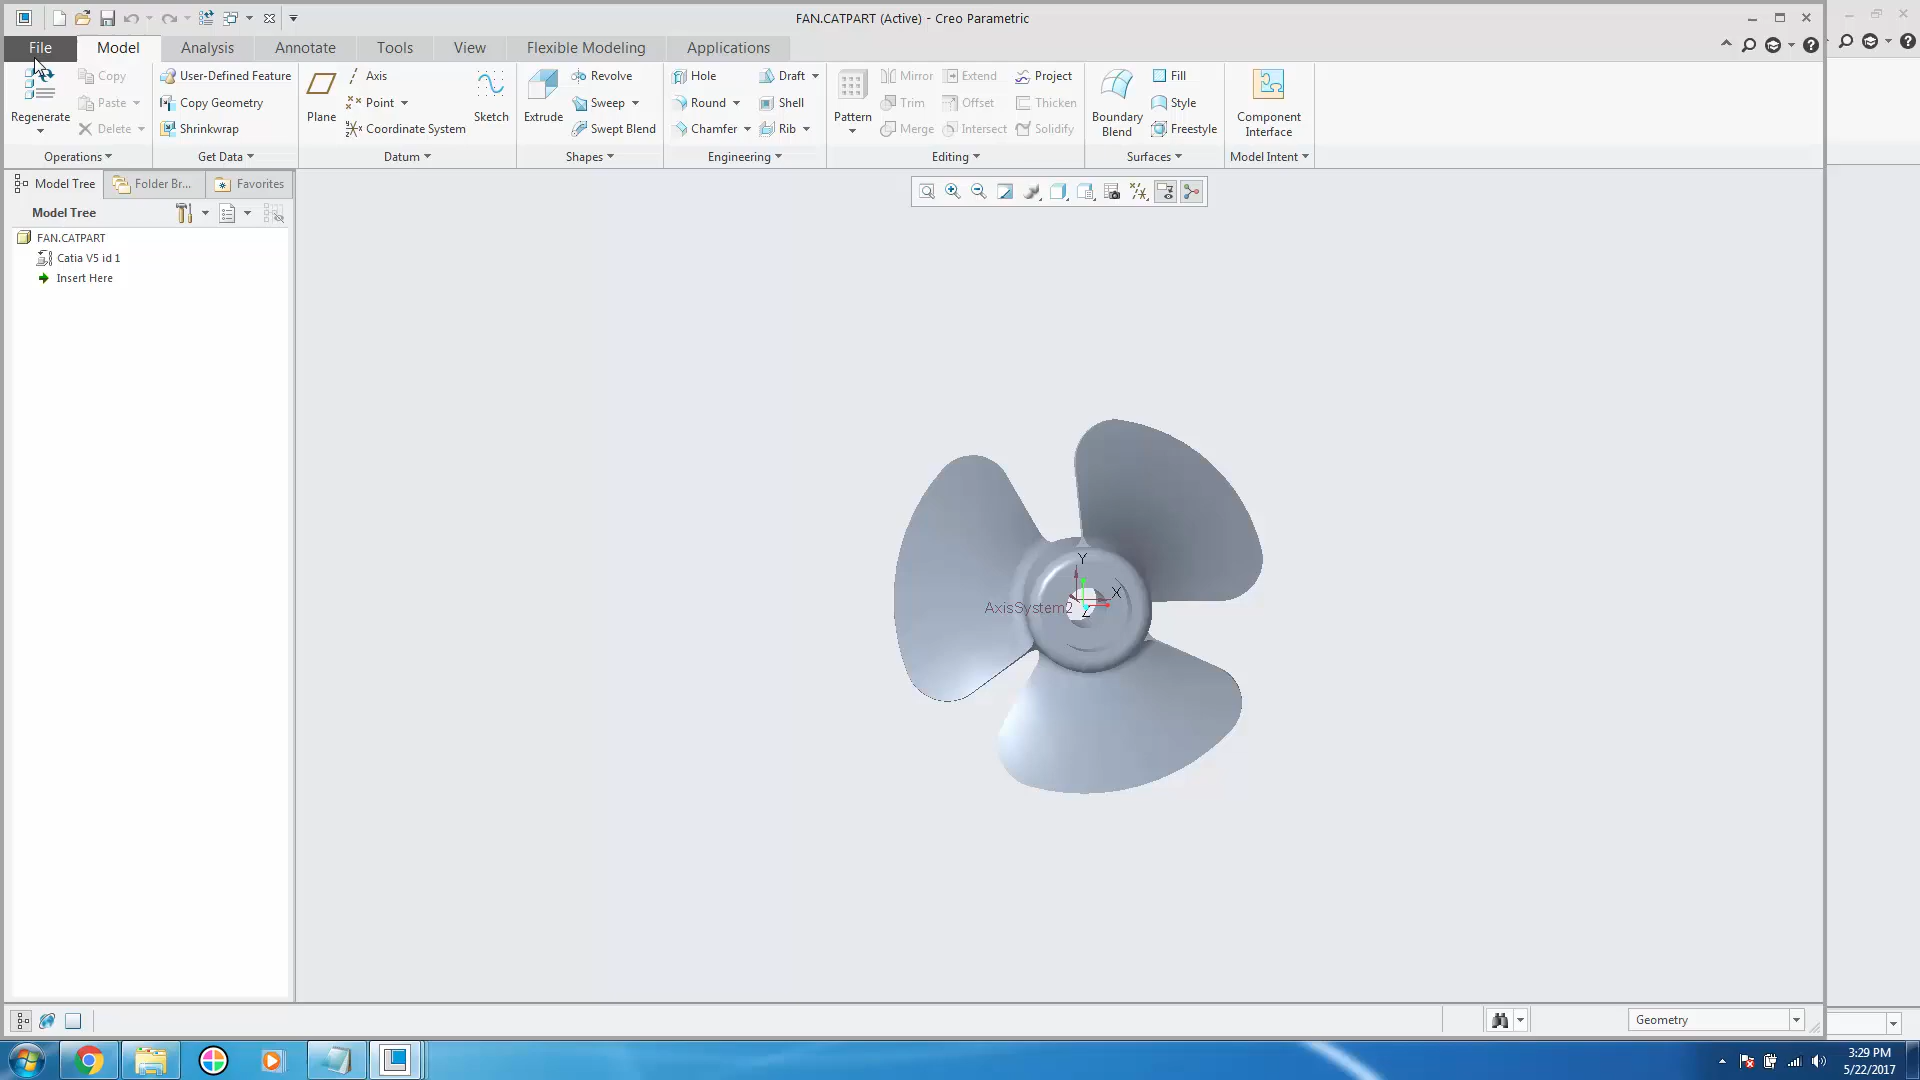 FAN.CATPART (Active) - Creo Parametric
File Model Analysis Annotate Tools View Flexible Modeling Applications
Regenerate
Copy
Paste
Delete
Operations
User-Defined Feature
Copy Geometry
Shrinkwrap
Get Data
Plane
Axis
Point
Coordinate System
Sketch
Datum
Extrude
Revolve
Sweep
Swept Blend
Shapes
Hole
Round
Chamfer
Draft
Shell
Rib
Engineering
Pattern
Mirror
Trim
Merge
Extend
Offset
Intersect
Project
Thicken
Solidify
Editing
Boundary
Blend
Fill
Style
Freestyle
Surfaces
Component
Interface
Model Intent
Model Tree Folder Br... Favorites
Model Tree
FAN.CATPART
Catia V5 id 1
Insert Here
Y
X
AxisSystem2
Z
Geometry
3:29 PM
5/22/2017